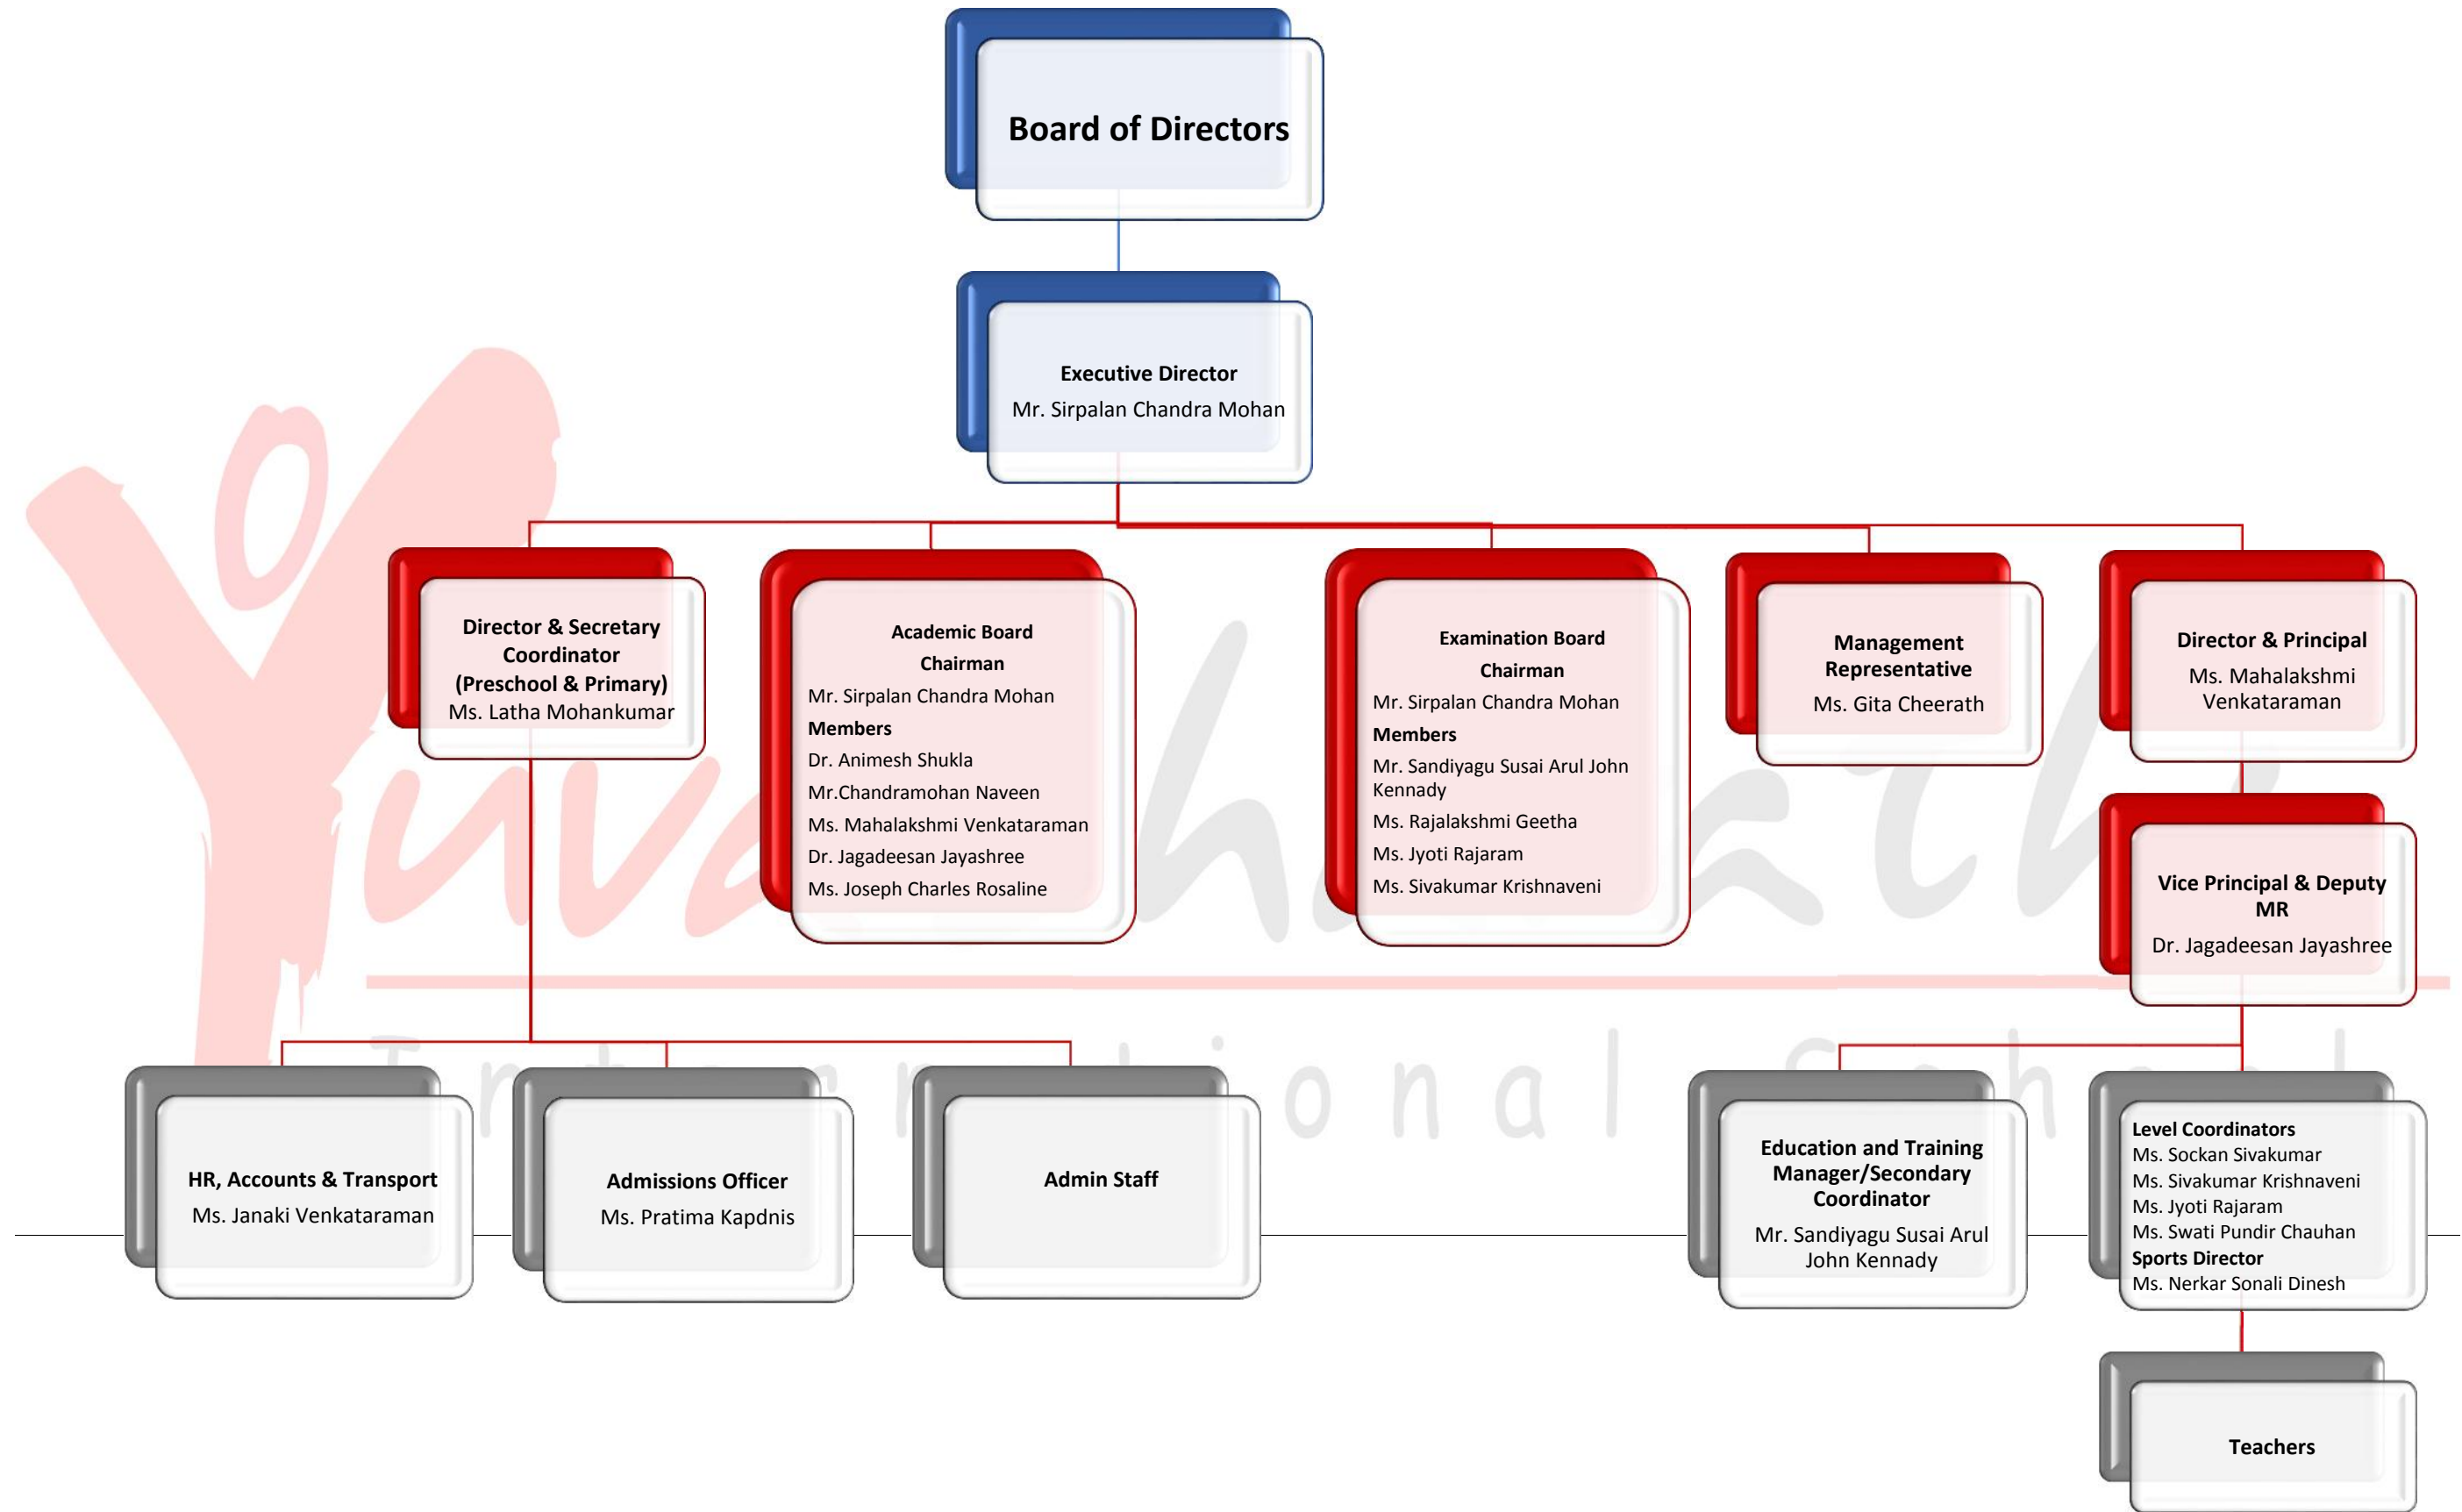 Board of Directors
Executive Director
Mr. Sirpalan Chandra Mohan
Director & Secretary
Coordinator
(Preschool & Primary)
Ms. Latha Mohankumar
Academic Board
Chairman
Mr. Sirpalan Chandra Mohan
Members
Dr. Animesh Shukla
Mr.Chandramohan Naveen
Ms. Mahalakshmi Venkataraman
Dr. Jagadeesan Jayashree
Ms. Joseph Charles Rosaline
Examination Board
Chairman
Mr. Sirpalan Chandra Mohan
Members
Mr. Sandiyagu Susai Arul John
Kennady
Ms. Rajalakshmi Geetha
Ms. Jyoti Rajaram
Ms. Sivakumar Krishnaveni
Management
Representative
Ms. Gita Cheerath
Director & Principal
Ms. Mahalakshmi
Venkataraman
Vice Principal & Deputy
MR
Dr. Jagadeesan Jayashree
HR, Accounts & Transport
Ms. Janaki Venkataraman
Admissions Officer
Ms. Pratima Kapdnis
Admin Staff
Education and Training
Manager/Secondary
Coordinator
Mr. Sandiyagu Susai Arul
John Kennady
Level Coordinators
Ms. Sockan Sivakumar
Ms. Sivakumar Krishnaveni
Ms. Jyoti Rajaram
Ms. Swati Pundir Chauhan
Sports Director
Ms. Nerkar Sonali Dinesh
Teachers
International School